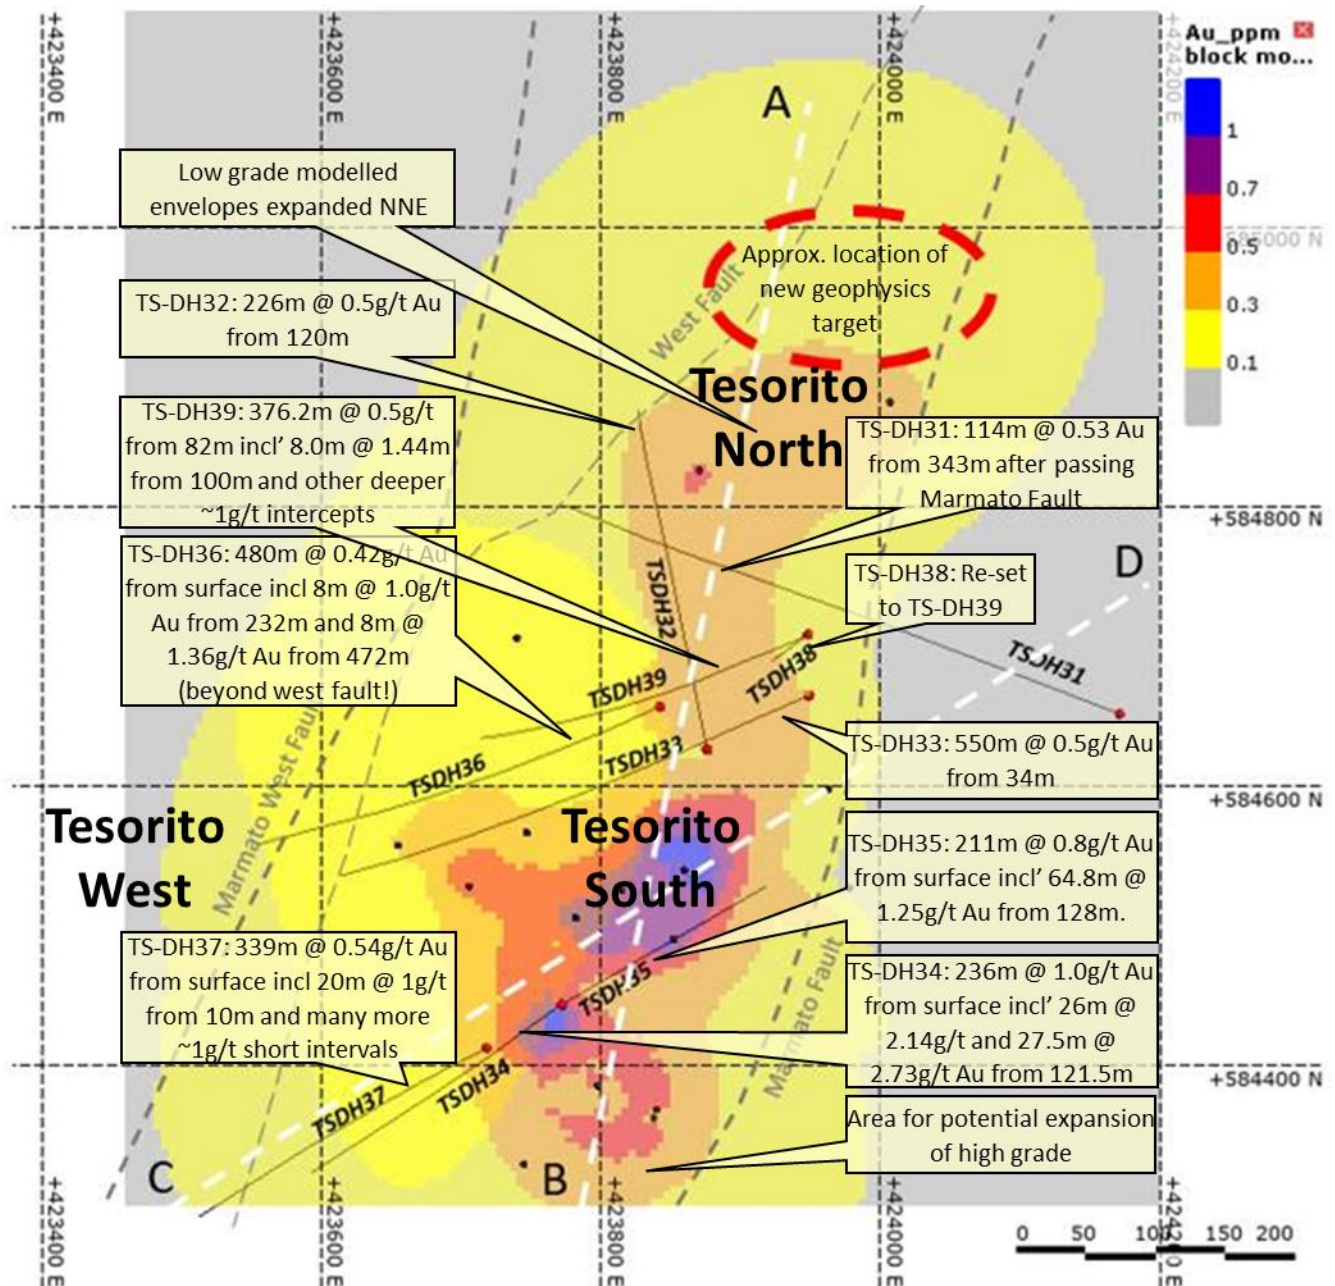 +423400 E
+423600 E
+423800 E
+424000 E
+424200 E
Au_ppm
block mo...
1
0.7
0.5
0.3
0.1
A
Low grade modelled
envelopes expanded NNE
585000 N
Approx. location of
new geophysics
target
West Fault
TS-DH32: 226m @ 0.5g/t Au
from 120m
Tesorito
North
TS-DH39: 376.2m @ 0.5g/t
from 82m incl' 8.0m @ 1.44m
from 100m and other deeper
~1g/t intercepts
TS-DH31: 114m @ 0.53 Au
from 343m after passing
Marmato Fault
+584800 N
TS-DH36: 480m @ 0.42g/t Au
from surface incl 8m @ 1.0g/t
Au from 232m and 8m @
1.36g/t Au from 472m
(beyond west fault!)
D
TS-DH38: Re-set
to TS-DH39
TSDH32
TSDH31
TSDH39
TSDH38
TSDH33
TSDH36
TS-DH33: 550m @ 0.5g/t Au
from 34m
+584600 N
Marmato West Fau
Tesorito
West
Tesorito
South
TS-DH35: 211m @ 0.8g/t Au
from surface incl' 64.8m @
1.25g/t Au from 128m.
TS-DH37: 339m @ 0.54g/t Au
from surface incl 20m @ 1g/t
from 10m and many more
~1g/t short intervals
TSDH35
Marmato Fault
TS-DH34: 236m @ 1.0g/t Au
from surface incl' 26m @
2.14g/t and 27.5m @
2.73g/t Au from 121.5m
+584400 N
TSDH34
TSDH37
Area for potential expansion
of high grade
C
B
+423400 E
+423600 E
+423800 E
+424000 E
+424200 E
0 50 100 150 200